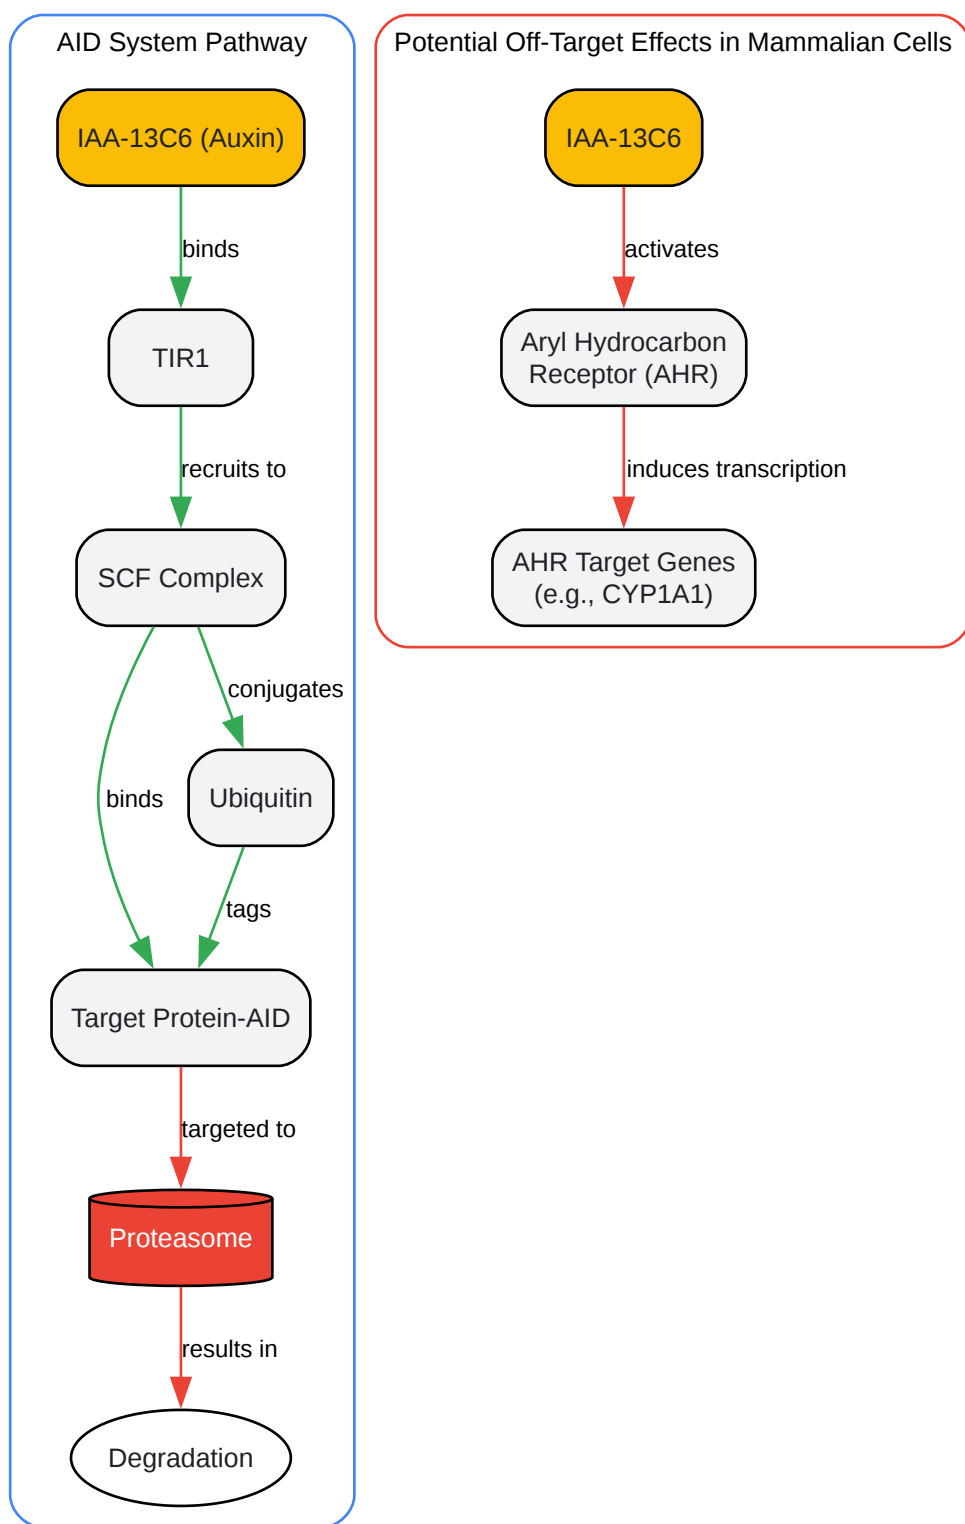 AID System Pathway
IAA-13C6 (Auxin)
binds
TIR1
recruits to
SCF Complex
conjugates
binds
Ubiquitin
tags
Target Protein-AID
targeted to
Proteasome
results in
Degradation
Potential Off-Target Effects in Mammalian Cells
IAA-13C6
activates
Aryl Hydrocarbon
Receptor (AHR)
induces transcription
AHR Target Genes
(e.g., CYP1A1)